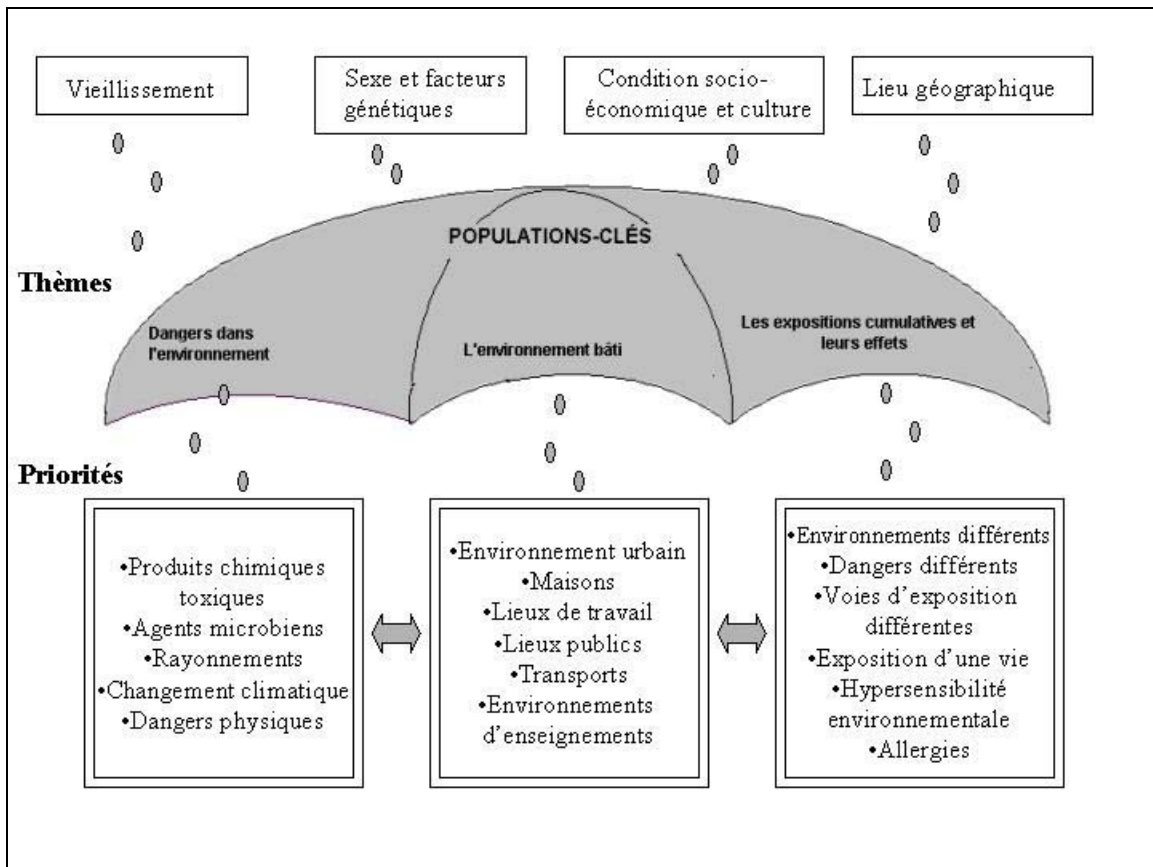 Vieillissement
Sexe et facteurs
génétiques
Condition socio-
économique et culture
Lieu géographique
POPULATIONS-CLÉS
Thèmes
Dangers dans
l'environnement
L'environnement bâti
Les expositions cumulatives et
leurs effets
Priorités
•Produits chimiques
toxiques
•Agents microbiens
•Rayonnements
•Changement climatique
•Dangers physiques
•Environnement urbain
•Maisons
•Lieux de travail
•Lieux publics
•Transports
•Environnements
d'enseignements
•Environnements différents
•Dangers différents
•Voies d'exposition
différentes
•Exposition d'une vie
•Hypersensibilité
environnementale
•Allergies